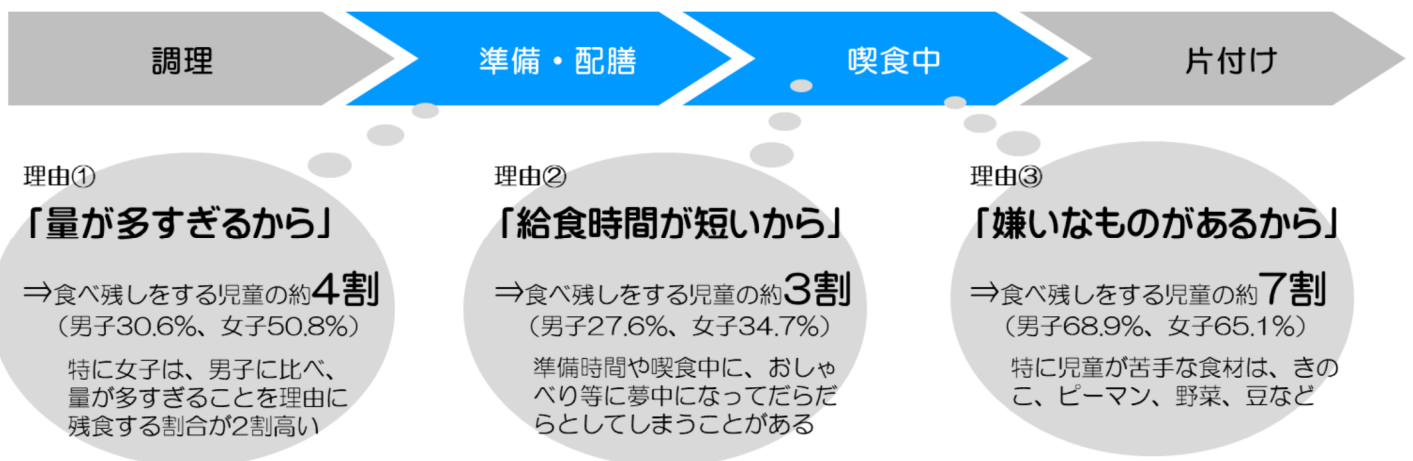 調理
準備・配膳
喫食中
片付け
理由①
「量が多すぎるから」
⇒食べ残しをする児童の約4割
（男子30.6%、女子50.8%）
特に女子は、男子に比べ、
量が多すぎることを理由に
残食する割合が2割高い
理由②
「給食時間が短いから」
⇒食べ残しをする児童の約3割
（男子27.6%、女子34.7%）
準備時間や喫食中に、おしゃ
べり等に夢中になってだらだ
らとしてしまうことがある
理由③
「嫌いなものがあるから」
⇒食べ残しをする児童の約7割
（男子68.9%、女子65.1%）
特に児童が苦手な食材は、きの
こ、ピーマン、野菜、豆など